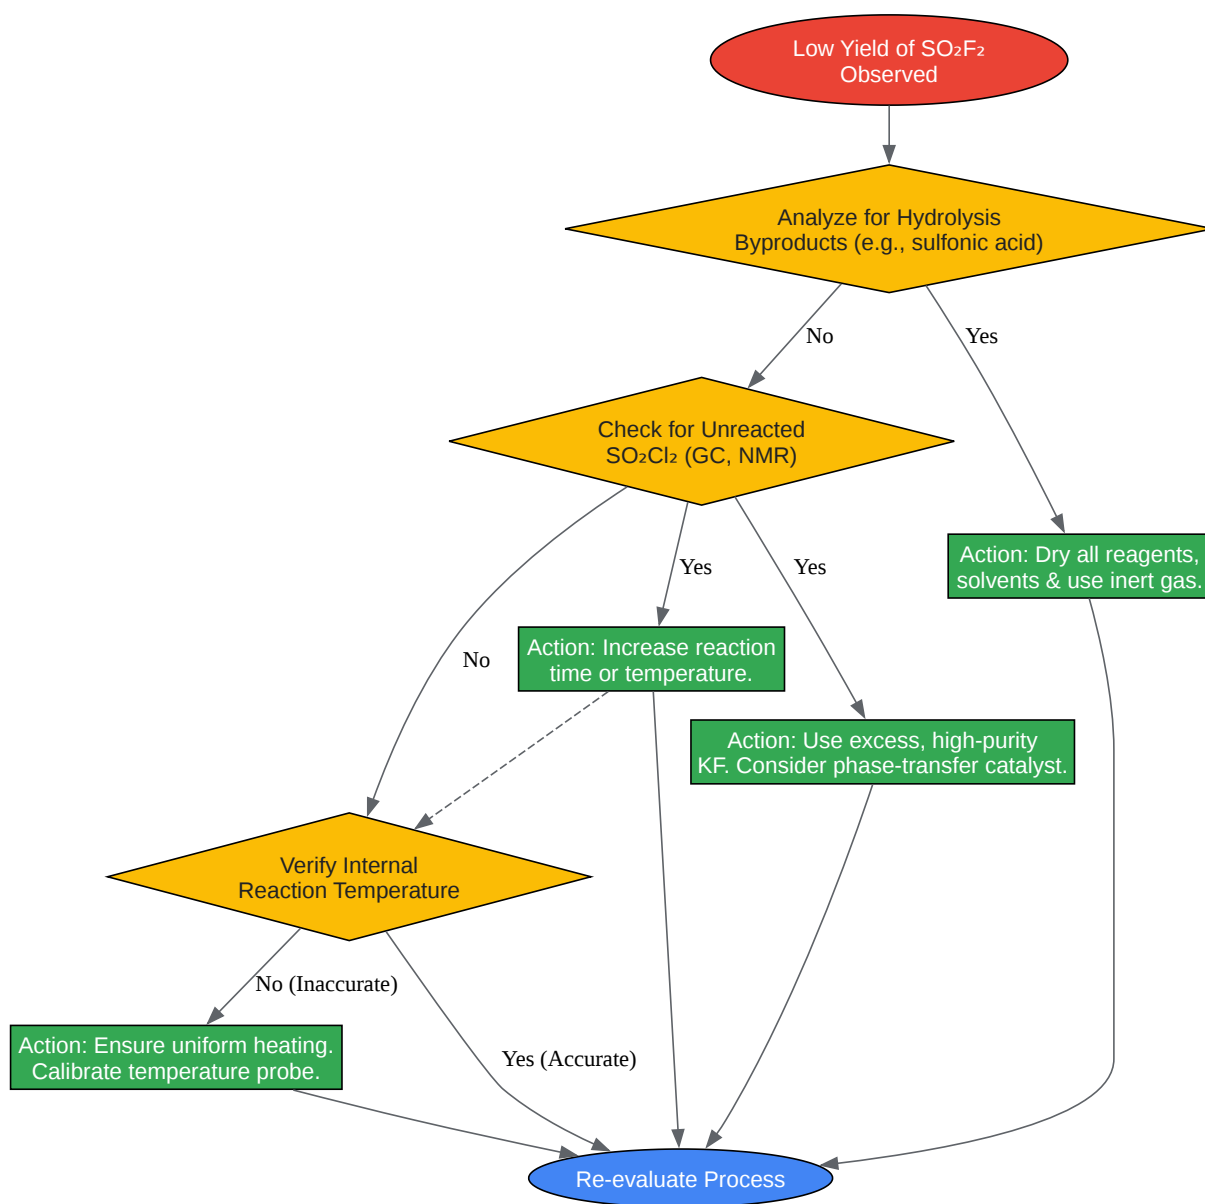 Low Yield of SO₂F₂
Observed
Analyze for Hydrolysis
Byproducts (e.g., sulfonic acid)
No
Yes
Check for Unreacted
SO₂Cl₂ (GC, NMR)
Action: Dry all reagents,
solvents & use inert gas.
Yes
Yes
No
Action: Increase reaction
time or temperature.
Action: Use excess, high-purity
KF. Consider phase-transfer catalyst.
Verify Internal
Reaction Temperature
No (Inaccurate)
Action: Ensure uniform heating.
Calibrate temperature probe.
Yes (Accurate)
Re-evaluate Process